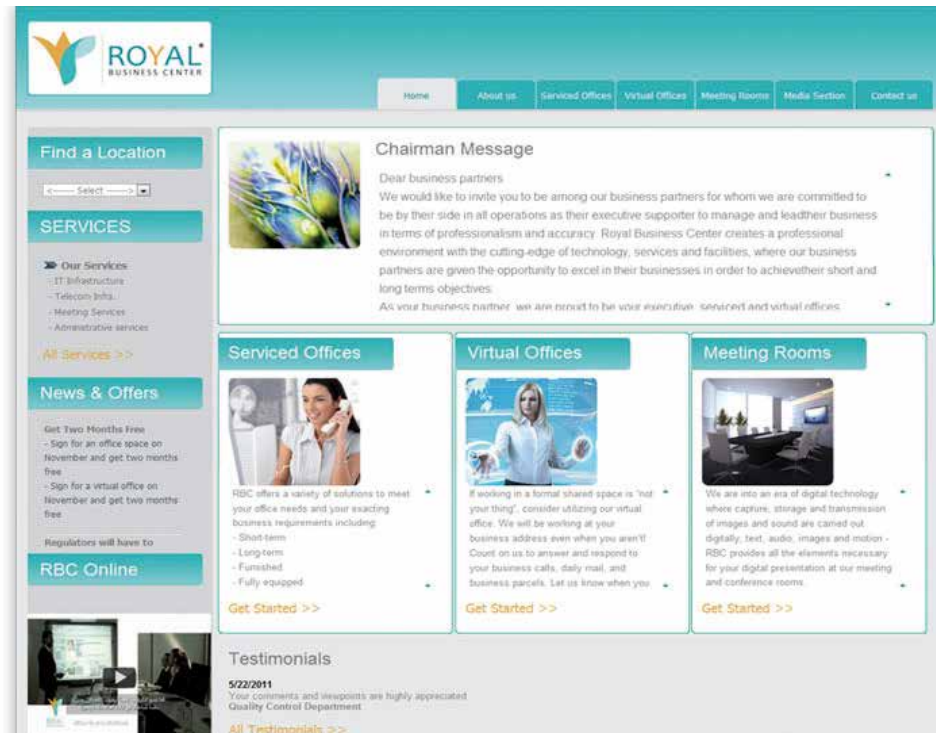 ROYAL
BUSINESS CENTER
Home
About us
Serviced Offices
Virtual Offices
Meeting Rooms
Media Section
Contact us
Find a Location
<------ Select ------>
SERVICES
Our Services
- IT Infrastructure
- Telecom Infra.
- Meeting Services
- Administrative services
All Services >>
News & Offers
Get Two Months Free
- Sign for an office space on
November and get two months
free
- Sign for a virtual office on
November and get two months
free
Regulators will have to
RBC Online
Chairman Message
Dear business partners
We would like to invite you to be among our business partners for whom we are committed to
be by their side in all operations as their executive supporter to manage and leadtheir business
in terms of professionalism and accuracy. Royal Business Center creates a professional
environment with the cutting-edge of technology, services and facilities, where our business
partners are given the opportunity to excel in their businesses in order to achievetheir short and
long terms objectives.
As your business partner, we are proud to be your executive, serviced and virtual offices
Serviced Offices
RBC offers a variety of solutions to meet
your office needs and your exacting
business requirements including:
- Short-term
- Long-term
- Furnished
- Fully equipped
Get Started >>
Virtual Offices
If working in a formal shared space is 'not
your thing', consider utilizing our virtual
office. We will be working at your
business address even when you aren't!
Count on us to answer and respond to
your business calls, daily mail, and
business parcels. Let us know when you
Get Started >>
Meeting Rooms
We are into an era of digital technology
where capture, storage and transmission
of images and sound are carried out
digitally, text, audio, images and motion -
RBC provides all the elements necessary
for your digital presentation at our meeting
and conference rooms.
Get Started >>
Testimonials
5/22/2011
Your comments and viewpoints are highly appreciated
Quality Control Department
All Testimonials >>